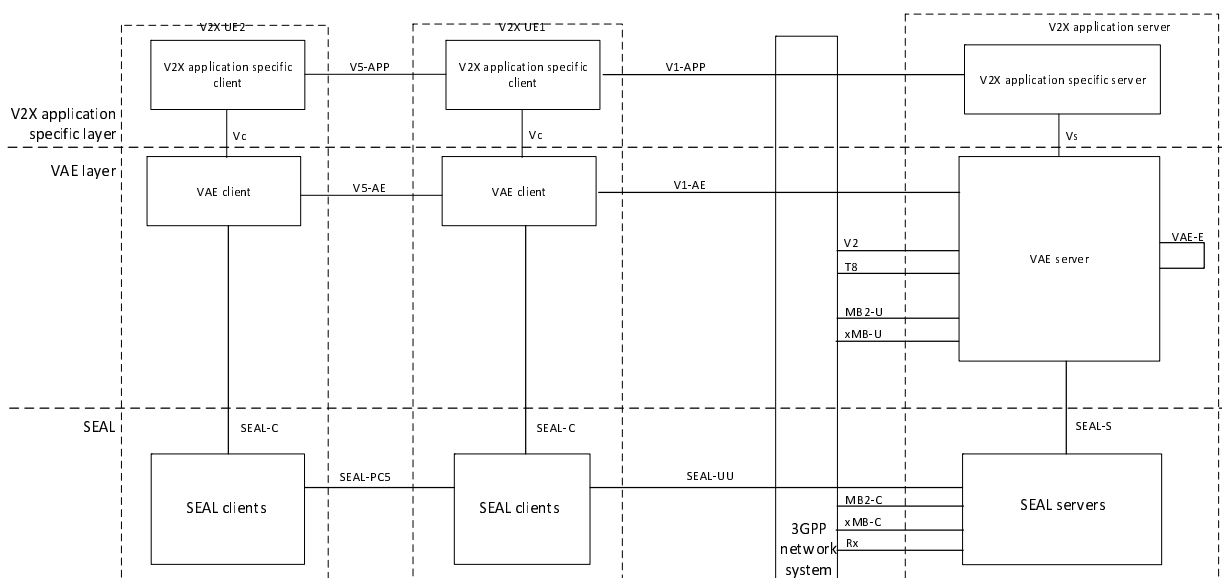 V2X UE2
V2X UE1
V2X application server
V2X application specific
client
V5-APP
V2X application specific
client
V1-APP
V2X application specific server
V2X application
specific layer
Vc
Vc
Vs
VAE layer
VAE client
V5-AE
VAE client
V1-AE
V2
T8
MB2-U
xMB-U
VAE server
VAE-E
SEAL
SEAL-C
SEAL-C
SEAL-S
SEAL clients
SEAL-PC5
SEAL clients
SEAL-UU
MB2-C
xMB-C
Rx
SEAL servers
3GPP
network
system